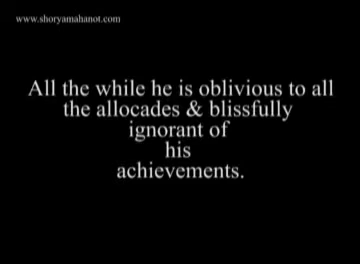 www.shoryamahanot.com
All the while he is oblivious to all
the allocades & blissfully
ignorant of
his
achievements.